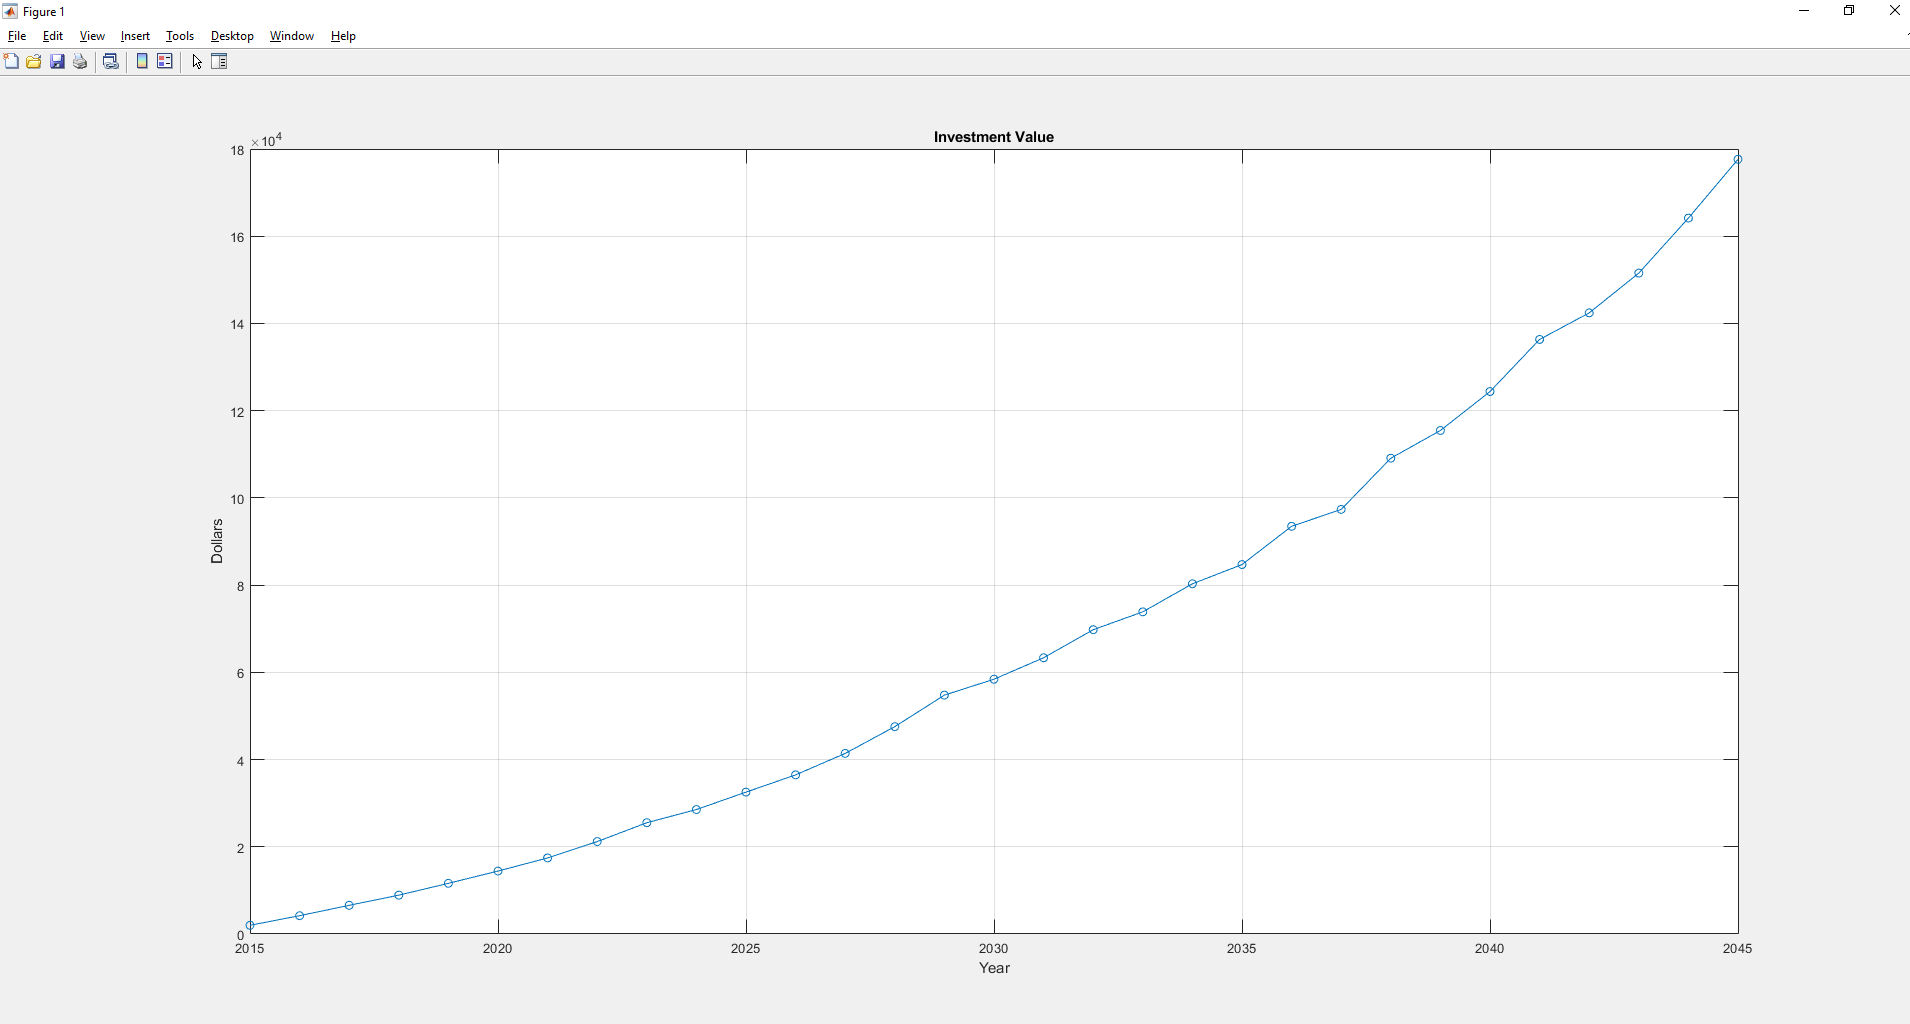 Figure 1
File Edit View Insert Tools Desktop Window Help
Investment Value
×10⁴
18
16
14
12
10
8
6
4
2
0
Dollars
2015 2020 2025 2030 2035 2040 2045
Year